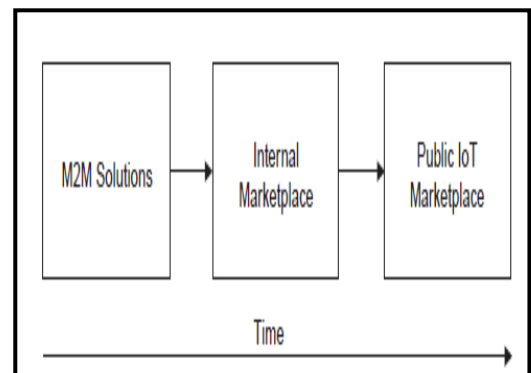 M2M Solutions
Internal
Marketplace
Public IoT
Marketplace
Time